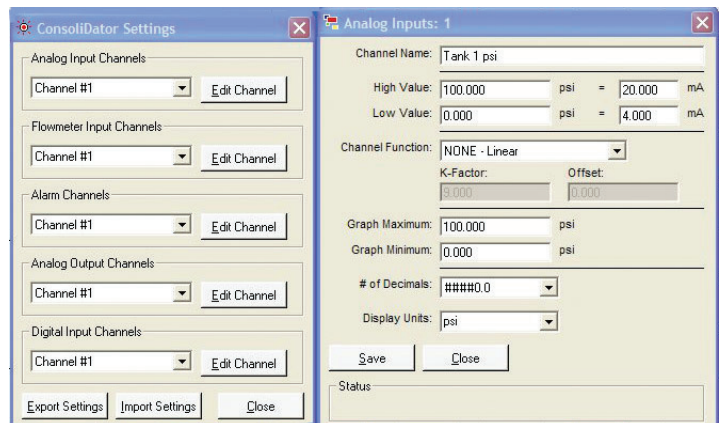 ConsoliDator Settings
Analog Input Channels
Channel #1 Edit Channel
Flowmeter Input Channels
Channel #1 Edit Channel
Alarm Channels
Channel #1 Edit Channel
Analog Output Channels
Channel #1 Edit Channel
Digital Input Channels
Channel #1 Edit Channel
Export Settings Import Settings Close
Analog Inputs: 1
Channel Name: Tank 1 psi
High Value: 100.000 psi = 20.000 mA
Low Value: 0.000 psi = 4.000 mA
Channel Function: NONE - Linear
K-Factor: Offset:
9.000 0.000
Graph Maximum: 100.000 psi
Graph Minimum: 0.000 psi
# of Decimals: ####0.0
Display Units: psi
Save Close
Status